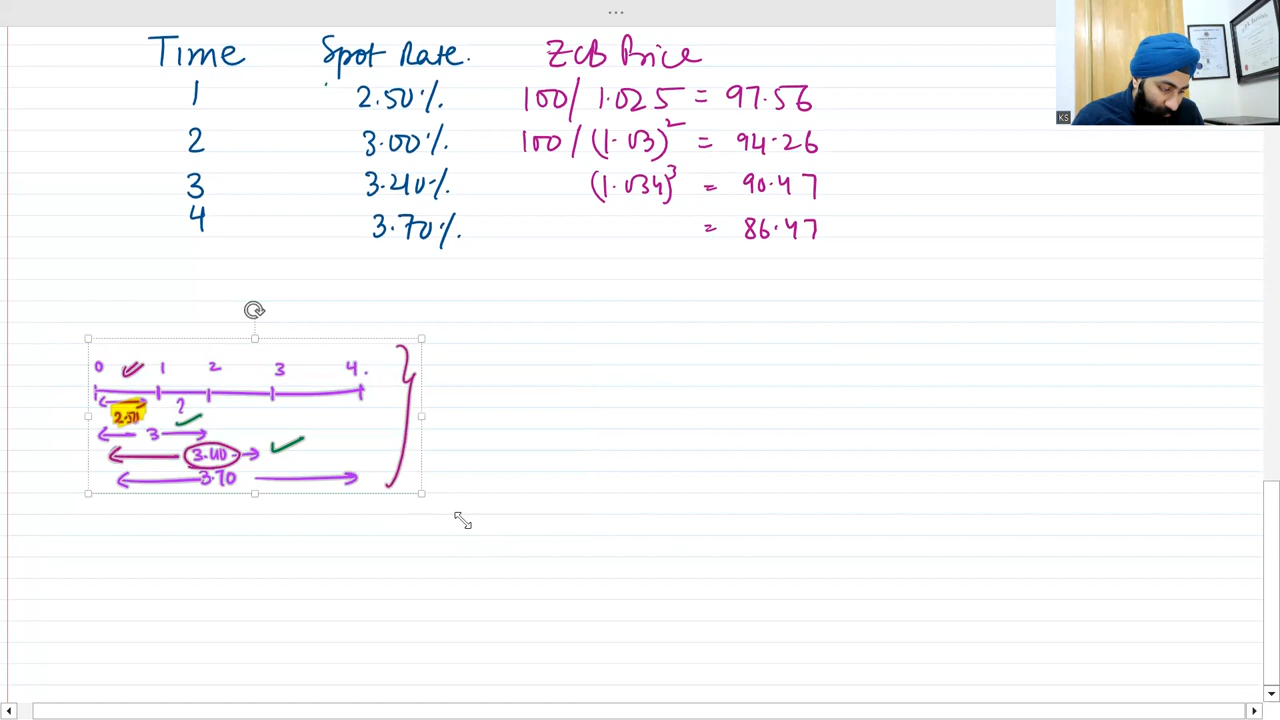 Time Spot Rate. ZCB Price
1 2.50% 100/1.025 = 97.56
2 3.00% 100/(1.03)² = 94.26
3 3.40% (1.034)³ = 90.47
4 3.70% = 86.47
0 1 2 3 4.
2.50 ?
3
3.40
3.70
KS